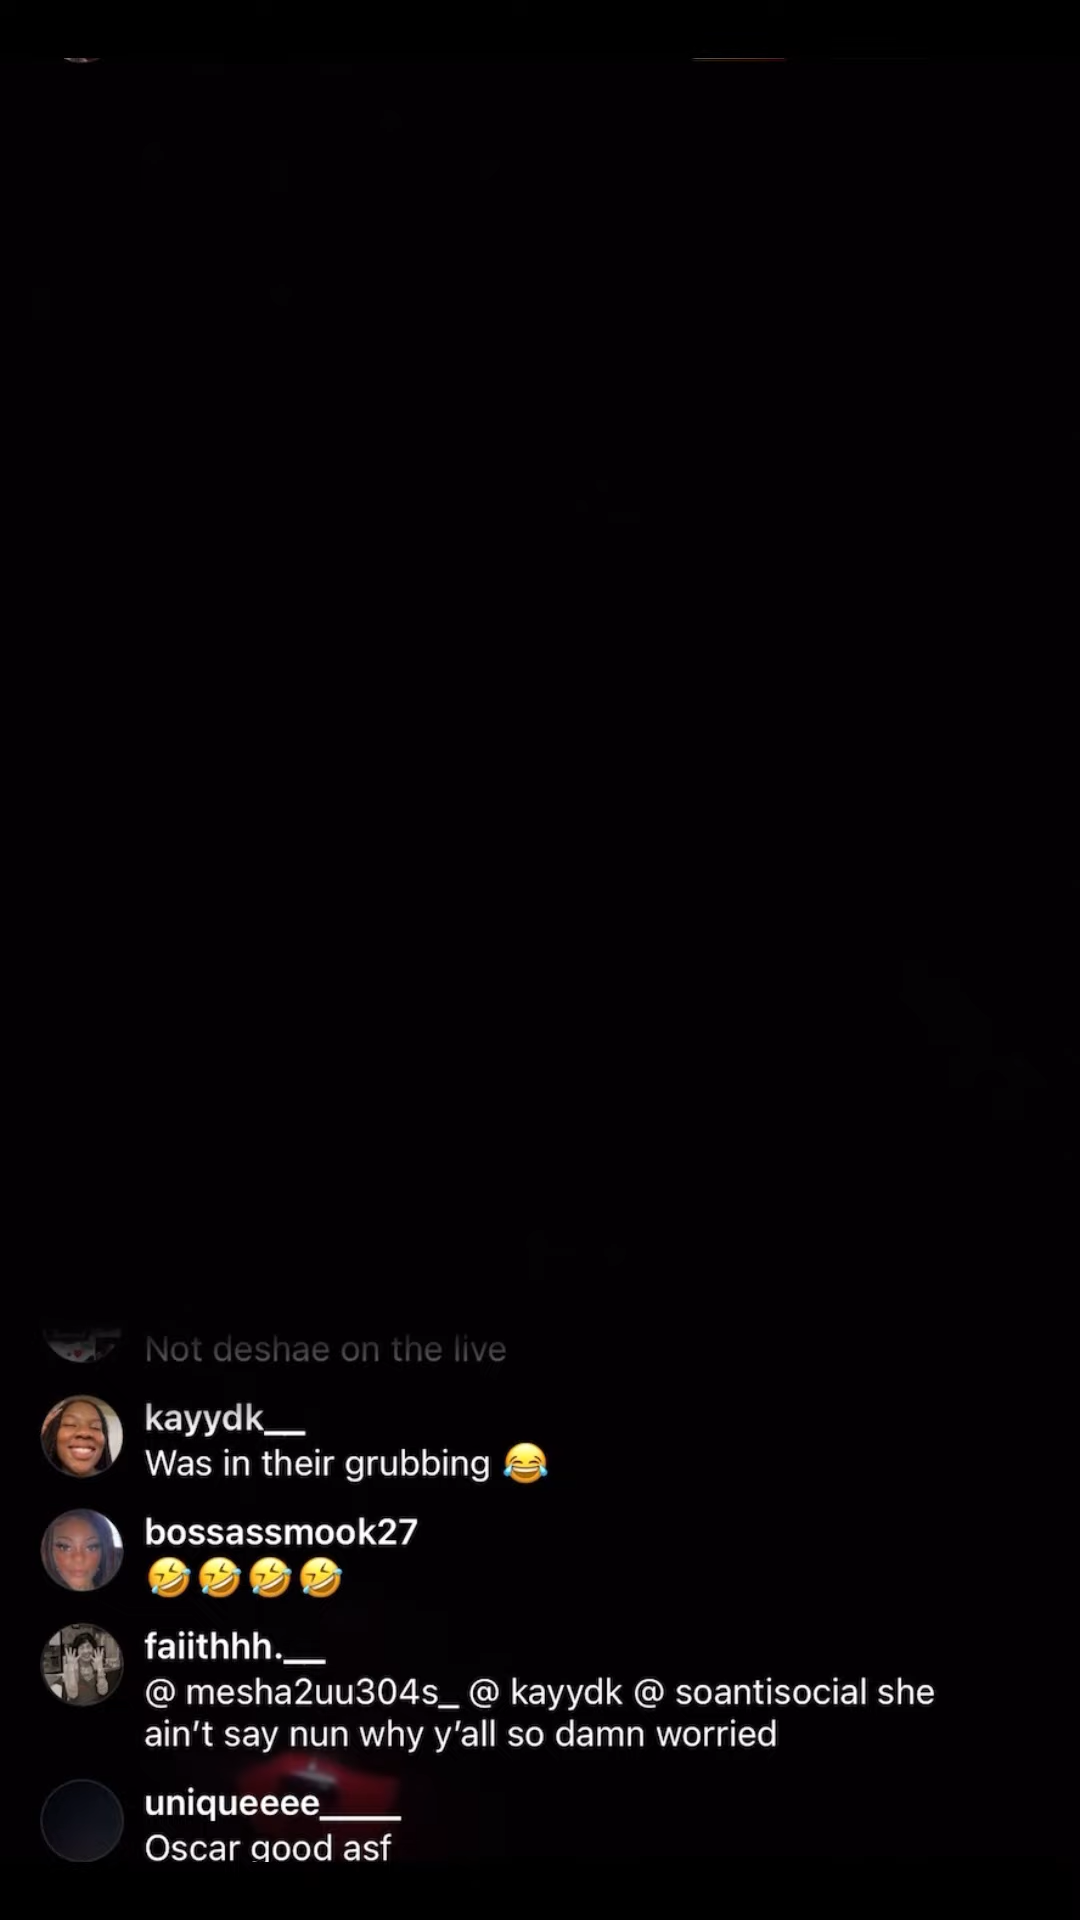 Not deshae on the live
kayydk__
Was in their grubbing 😂
bossassmook27
🤣🤣🤣🤣
faiithhh.__
@ mesha2uu304s_ @ kayydk @ soantisocial she
ain’t say nun why y’all so damn worried
uniqueeee____
Oscar good asf